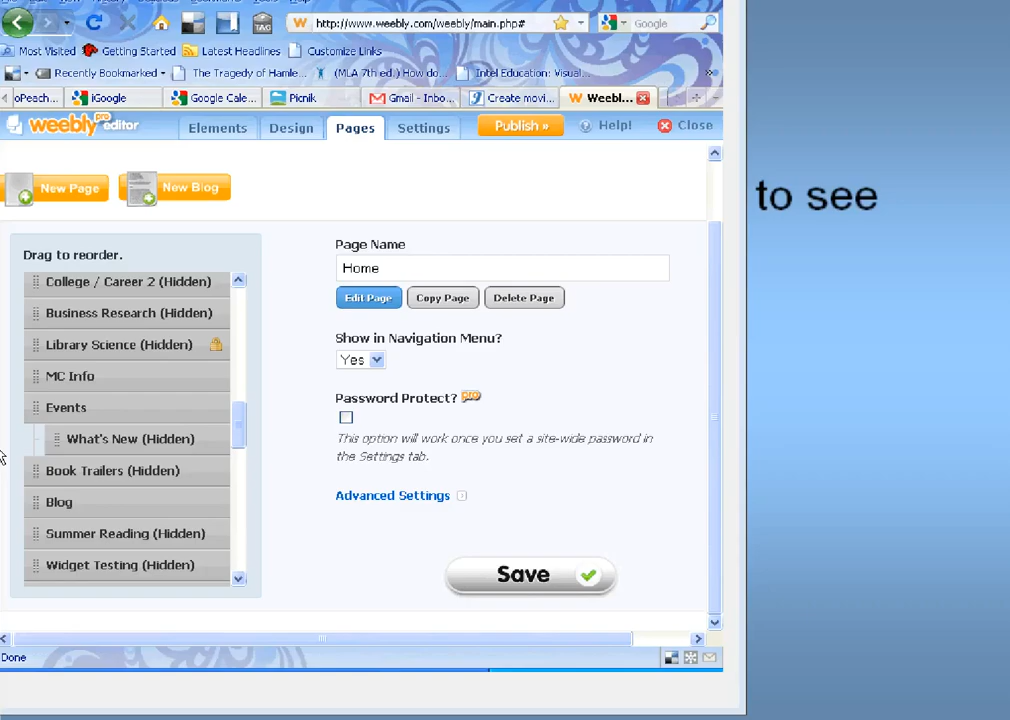 http://www.weebly.com/weebly/main.php#
Google
Most Visited Getting Started Latest Headlines Customize Links
Recently Bookmarked The Tragedy of Hamle... (MLA 7th ed.) How do... Intel Education: Visual...
oPeach... iGoogle Google Cale... Picnik Gmail - Inbo... Create movi... Weebl...
weebly pro editor Elements Design Pages Settings Publish » Help! Close
New Page New Blog
to see
Drag to reorder.
College / Career 2 (Hidden)
Business Research (Hidden)
Library Science (Hidden)
MC Info
Events
What's New (Hidden)
Book Trailers (Hidden)
Blog
Summer Reading (Hidden)
Widget Testing (Hidden)
Page Name
Home
Edit Page Copy Page Delete Page
Show in Navigation Menu?
Yes
Password Protect? pro
This option will work once you set a site-wide password in
the Settings tab.
Advanced Settings
Save
Done